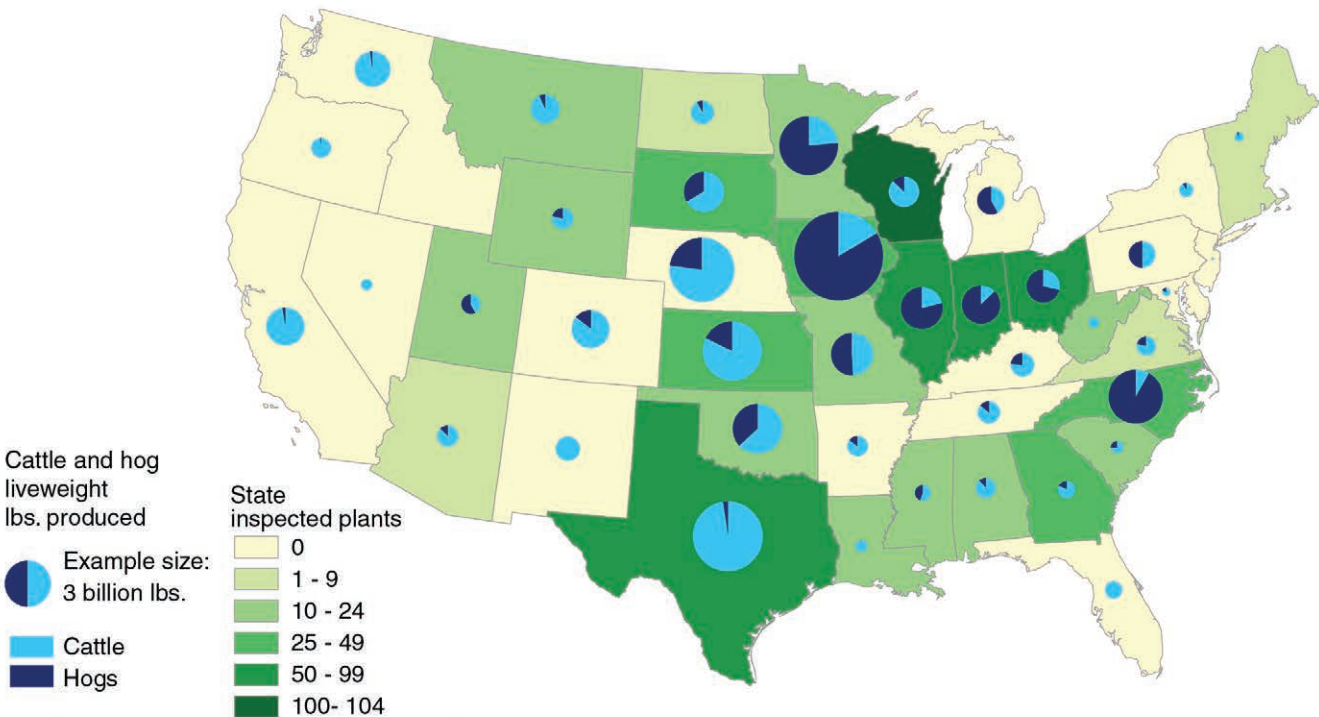 Cattle and hog
liveweight
lbs. produced
Example size:
3 billion lbs.
Cattle
Hogs
State
inspected plants
0
1 - 9
10 - 24
25 - 49
50 - 99
100- 104